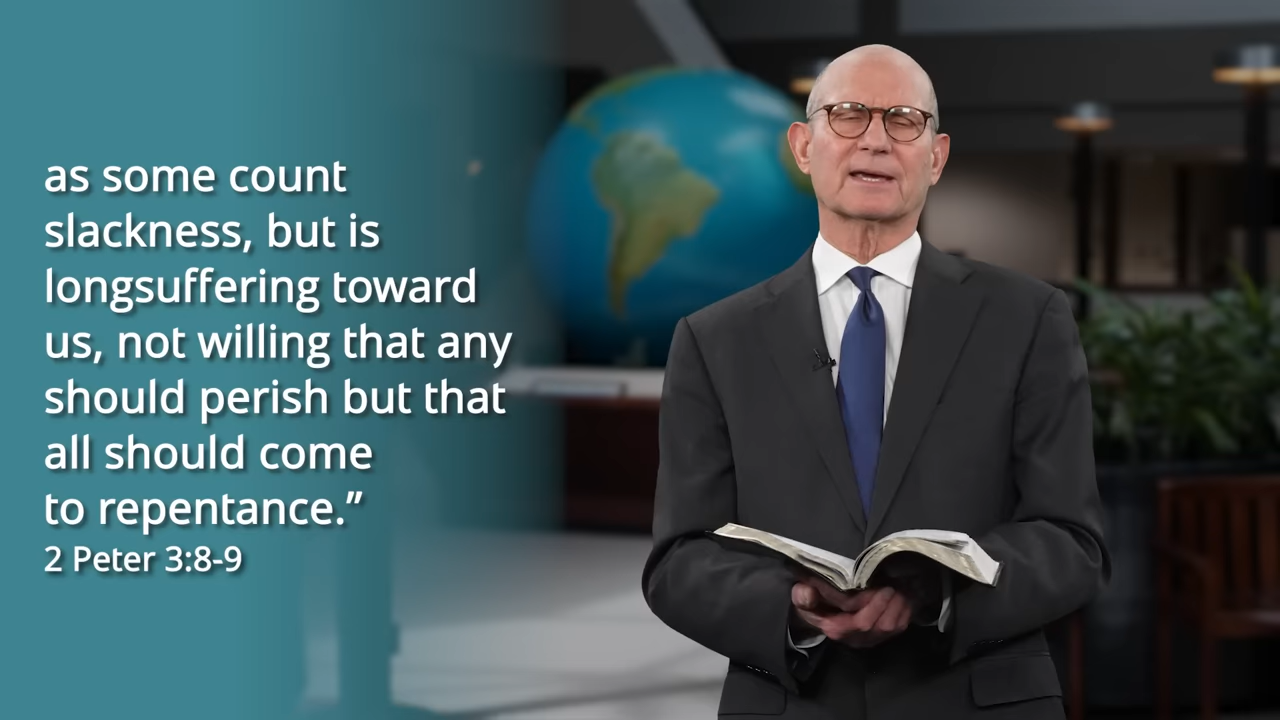 as some count
slackness, but is
longsuffering toward
us, not willing that any
should perish but that
all should come
to repentance.”
2 Peter 3:8-9